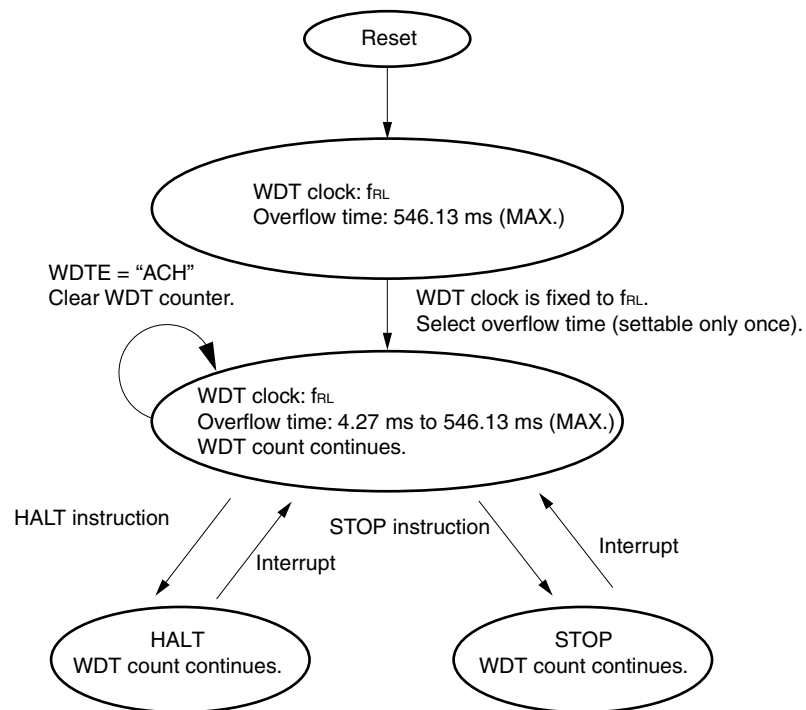 Reset
WDT clock: fRL
Overflow time: 546.13 ms (MAX.)
WDTE = “ACH”
Clear WDT counter.
WDT clock is fixed to fRL.
Select overflow time (settable only once).
WDT clock: fRL
Overflow time: 4.27 ms to 546.13 ms (MAX.)
WDT count continues.
HALT instruction
Interrupt
STOP instruction
Interrupt
HALT
WDT count continues.
STOP
WDT count continues.